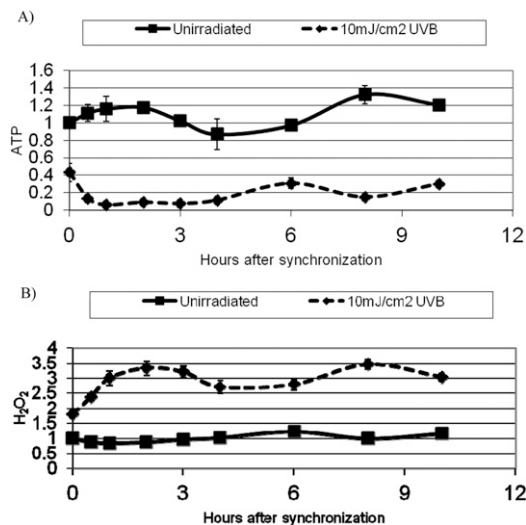 A)
Unirradiated 10mJ/cm2 UVB
1.6
1.4
1.2
1
0.8
0.6
0.4
0.2
0
ATP
0 3 6 9 12
Hours after synchronization
B)
Unirradiated 10mJ/cm2 UVB
4
3.5
3
2.5
2
1.5
1
0.5
0
H₂O₂
0 3 6 9 12
Hours after synchronization